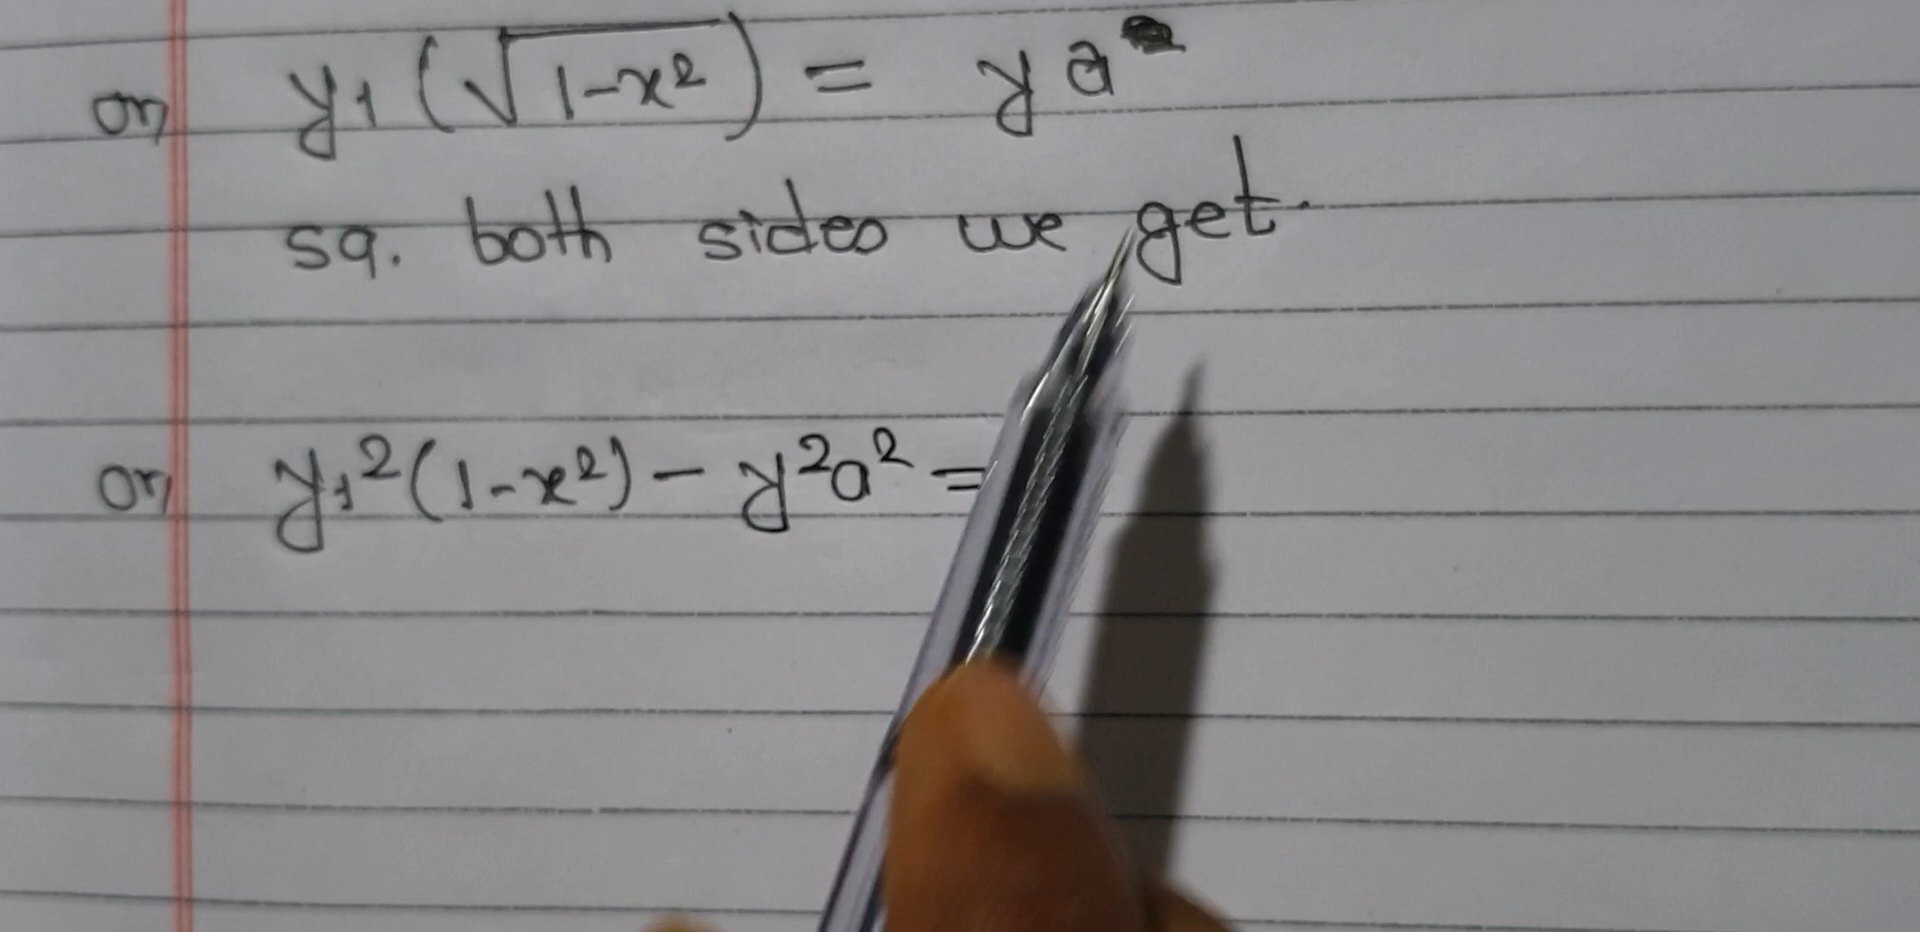 or y₁(√1-x²) = ya
sq. both sides we get.
or y₁²(1-x²) - y²a² =